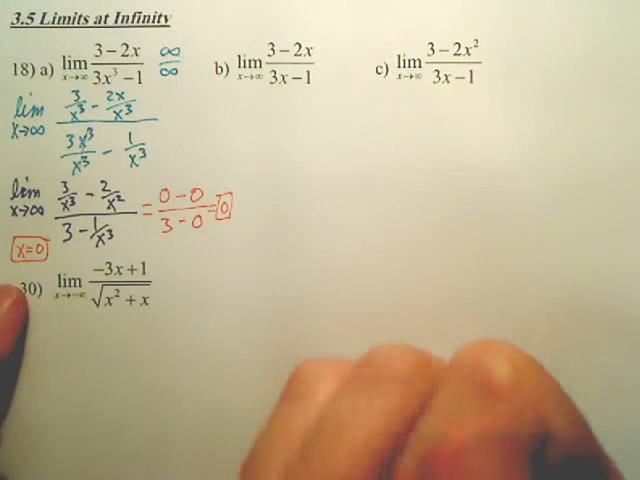 3.5 Limits at Infinity
18) a) lim x→∞ (3 − 2x)/(3x³ − 1) ∞/∞ b) lim x→∞ (3 − 2x)/(3x − 1) c) lim x→∞ (3 − 2x²)/(3x − 1)
lim x→∞ (3/x³ − 2x/x³)/(3x³/x³ − 1/x³)
lim x→∞ (3/x³ − 2/x²)/(3 − 1/x³) = (0 − 0)/(3 − 0) = 0
x=0
30) lim x→−∞ (−3x + 1)/√(x² + x)